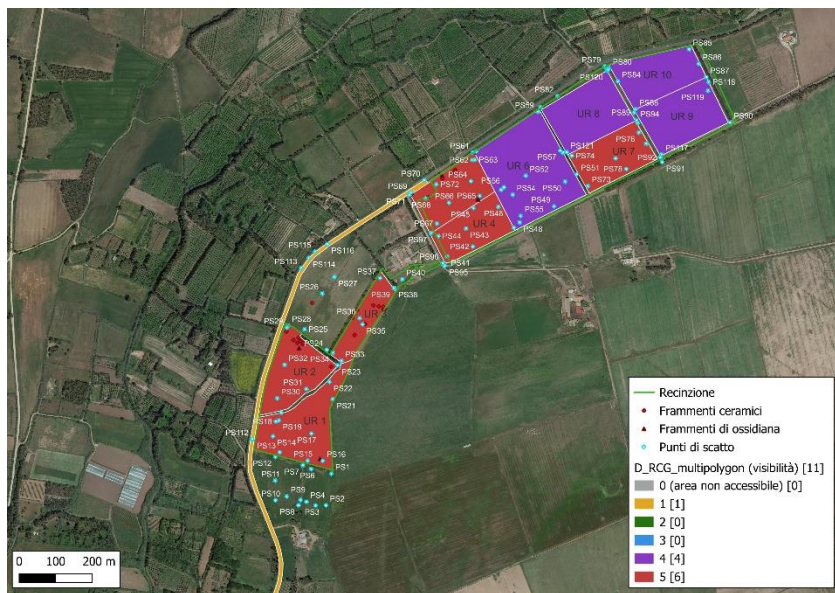 PS85
PS79
PS80
PS86
UR 10
PS87
PS120
PS84
PS118
PS82
PS119
PS59
PS88
PS89
PS94
PS90
UR 8
UR 9
PS76
PS61
PS57
PS121
UR 7
PS117
PS62
PS63
PS74
PS92
PS91
UR 6
PS70
PS64
PS52
PS51
PS78
PS69
PS72
PS56
PS73
PS71
PS68
PS66
PS65
PS54
PS50
PS45
PS46
PS49
PS67
UR 4
PS55
PS97
PS44
PS43
PS48
PS115
PS116
PS42
PS96
PS41
PS95
PS113
PS114
PS37
PS40
PS27
PS39
PS38
PS26
PS36
PS29
PS28
PS35
PS25
PS24
PS34
PS33
PS32
PS23
UR 2
PS31
PS22
PS30
PS21
PS18
UR 1
PS19
PS112
PS17
PS13
PS14
PS12
PS15
PS16
PS7
PS6
PS1
PS11
PS10
PS9
PS4
PS2
PS8
PS3
Recinzione
Frammenti ceramici
Frammenti di ossidiana
Punti di scatto
D_RCG_multipolygon (visibilità) [11]
0 (area non accessibile) [0]
1 [1]
2 [0]
3 [0]
4 [4]
5 [6]
0 100 200 m